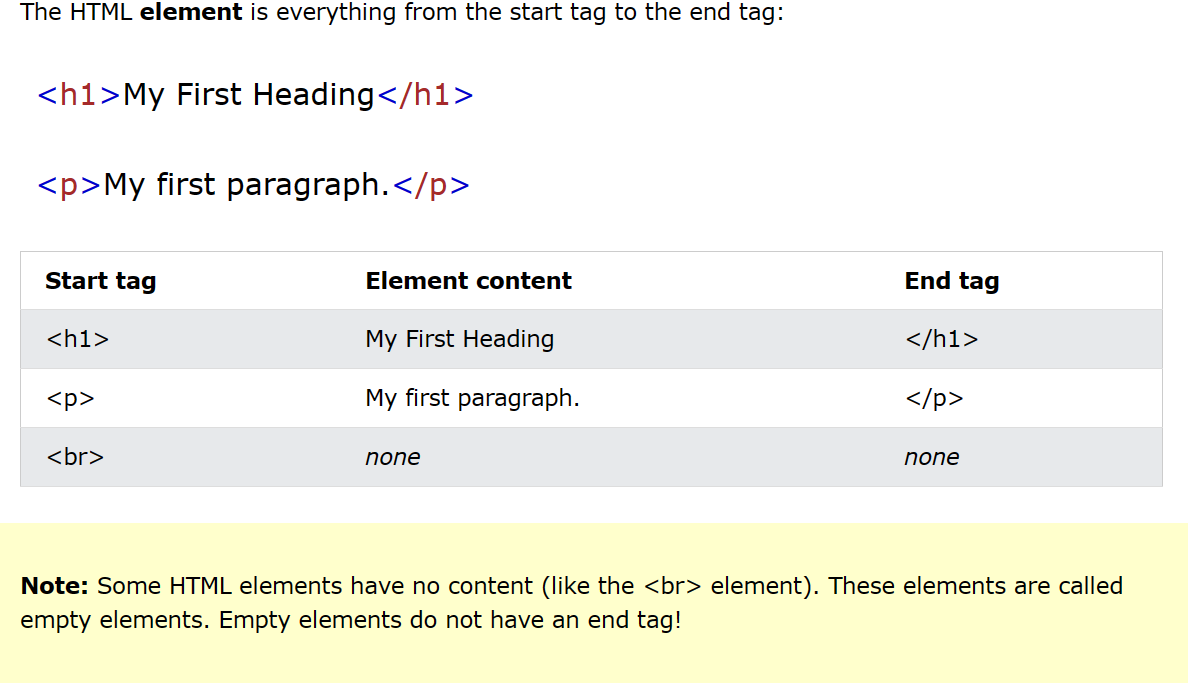 The HTML element is everything from the start tag to the end tag:
<h1>My First Heading</h1>
<p>My first paragraph.</p>
Start tag Element content End tag
<h1> My First Heading </h1>
<p> My first paragraph. </p>
<br> none none
Note: Some HTML elements have no content (like the <br> element). These elements are called
empty elements. Empty elements do not have an end tag!